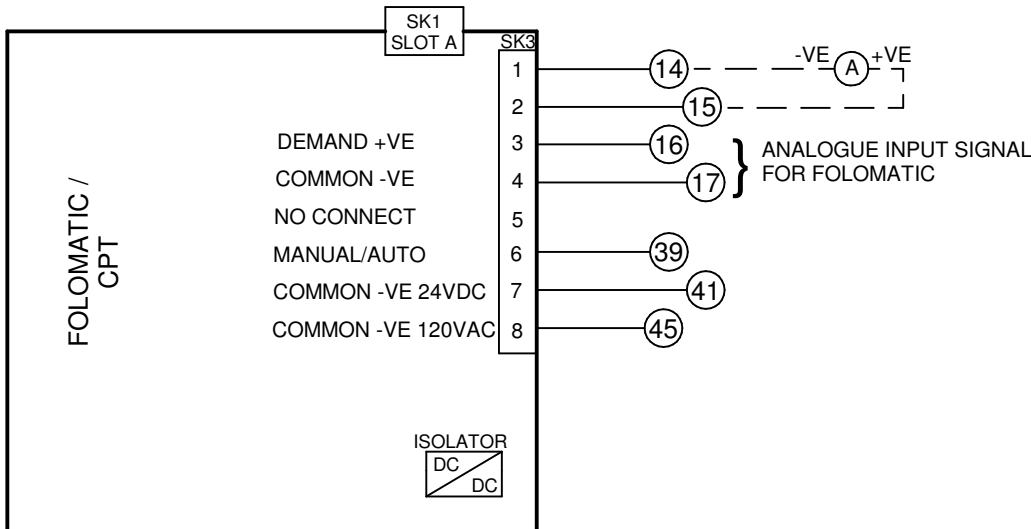 SK1
SLOT A
SK3
1
14
-VE
A
+VE
2
15
DEMAND +VE
3
16
ANALOGUE INPUT SIGNAL
FOR FOLOMATIC
COMMON -VE
4
17
NO CONNECT
5
MANUAL/AUTO
6
39
COMMON -VE 24VDC
7
41
COMMON -VE 120VAC
8
45
FOLOMATIC /
CPT
ISOLATOR
DC
DC